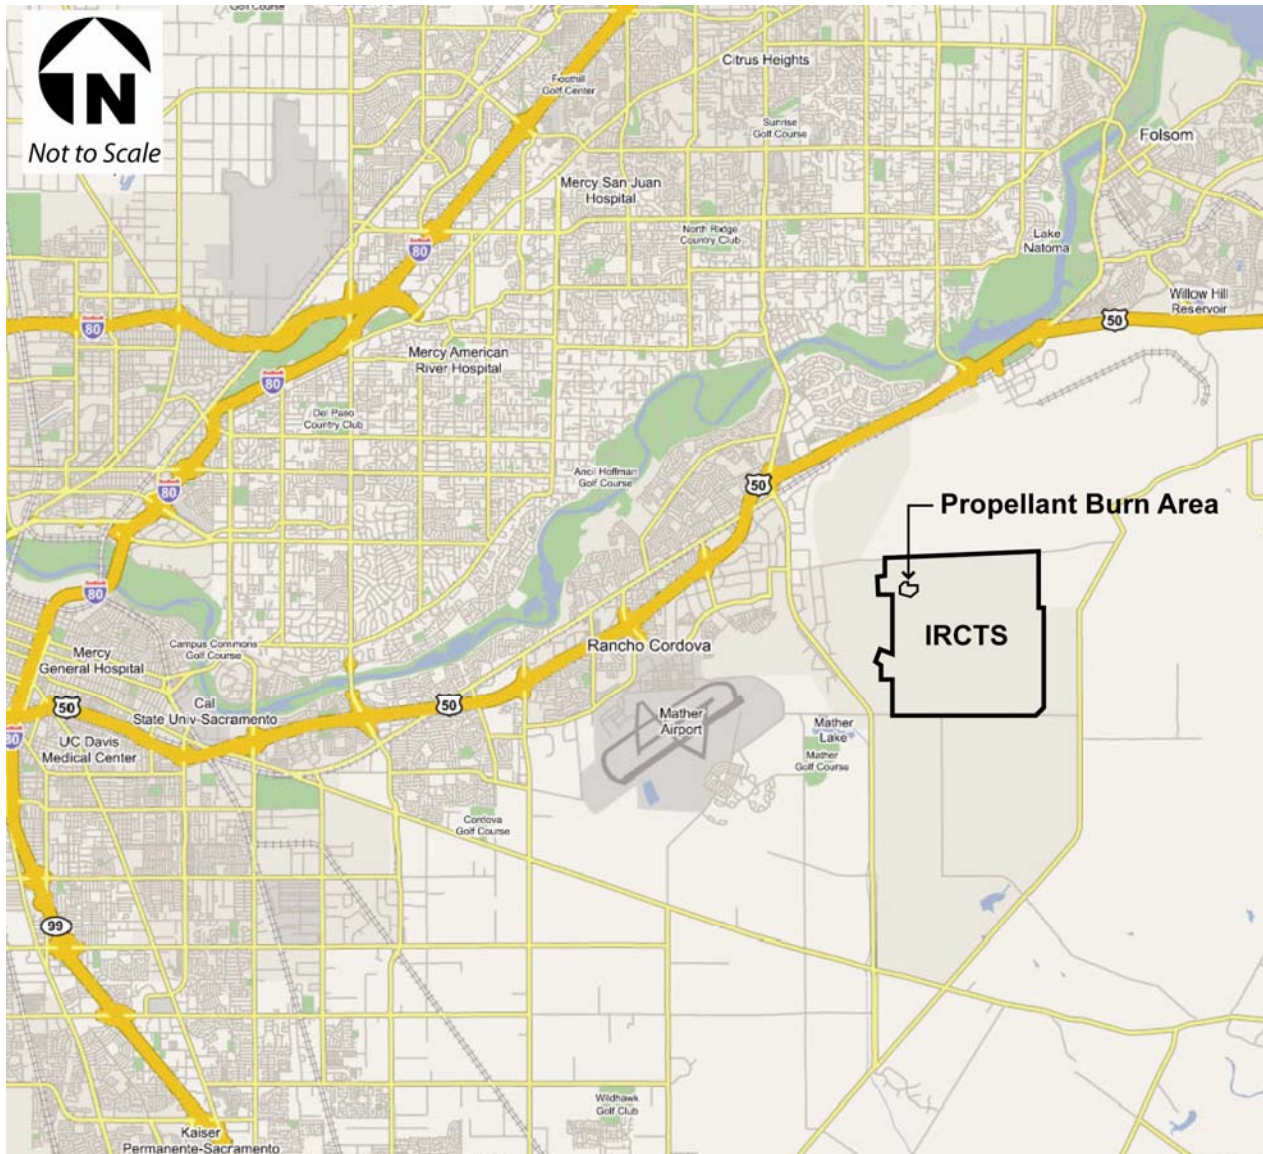 Golf Course
N
Not to Scale
Citrus Heights
Foothill
Golf Center
Sunrise
Golf Course
Folsom
Mercy San Juan
Hospital
North Ridge
Country Club
Lake
Natoma
80
Willow Hill
Reservoir
50
80
Mercy American
River Hospital
80
Del Paso
Country Club
Ancil Hoffman
Golf Course
50
80
Propellant Burn Area
80
IRCTS
Rancho Cordova
Campus Commons
Golf Course
Mercy
General Hospital
Cal
State Univ-Sacramento
50
50
Mather
Airport
Mather
Lake
Mather
Golf Course
80
UC Davis
Medical Center
Cordova
Golf Course
99
Wildhawk
Golf Club
Kaiser
Permanente-Sacramento